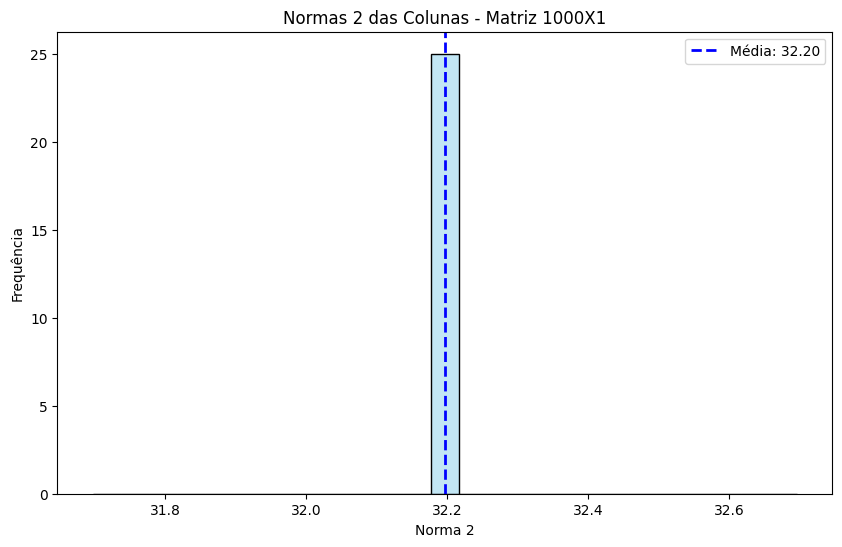 Normas 2 das Colunas - Matriz 1000X1
Média: 32.20
Frequência
25
20
15
10
5
0
31.8
32.0
32.2
32.4
32.6
Norma 2